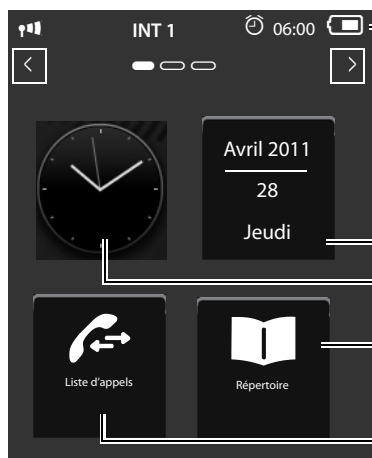 INT 1 06:00
Avril 2011
28
Jeudi
Liste d'appels
Répertoire